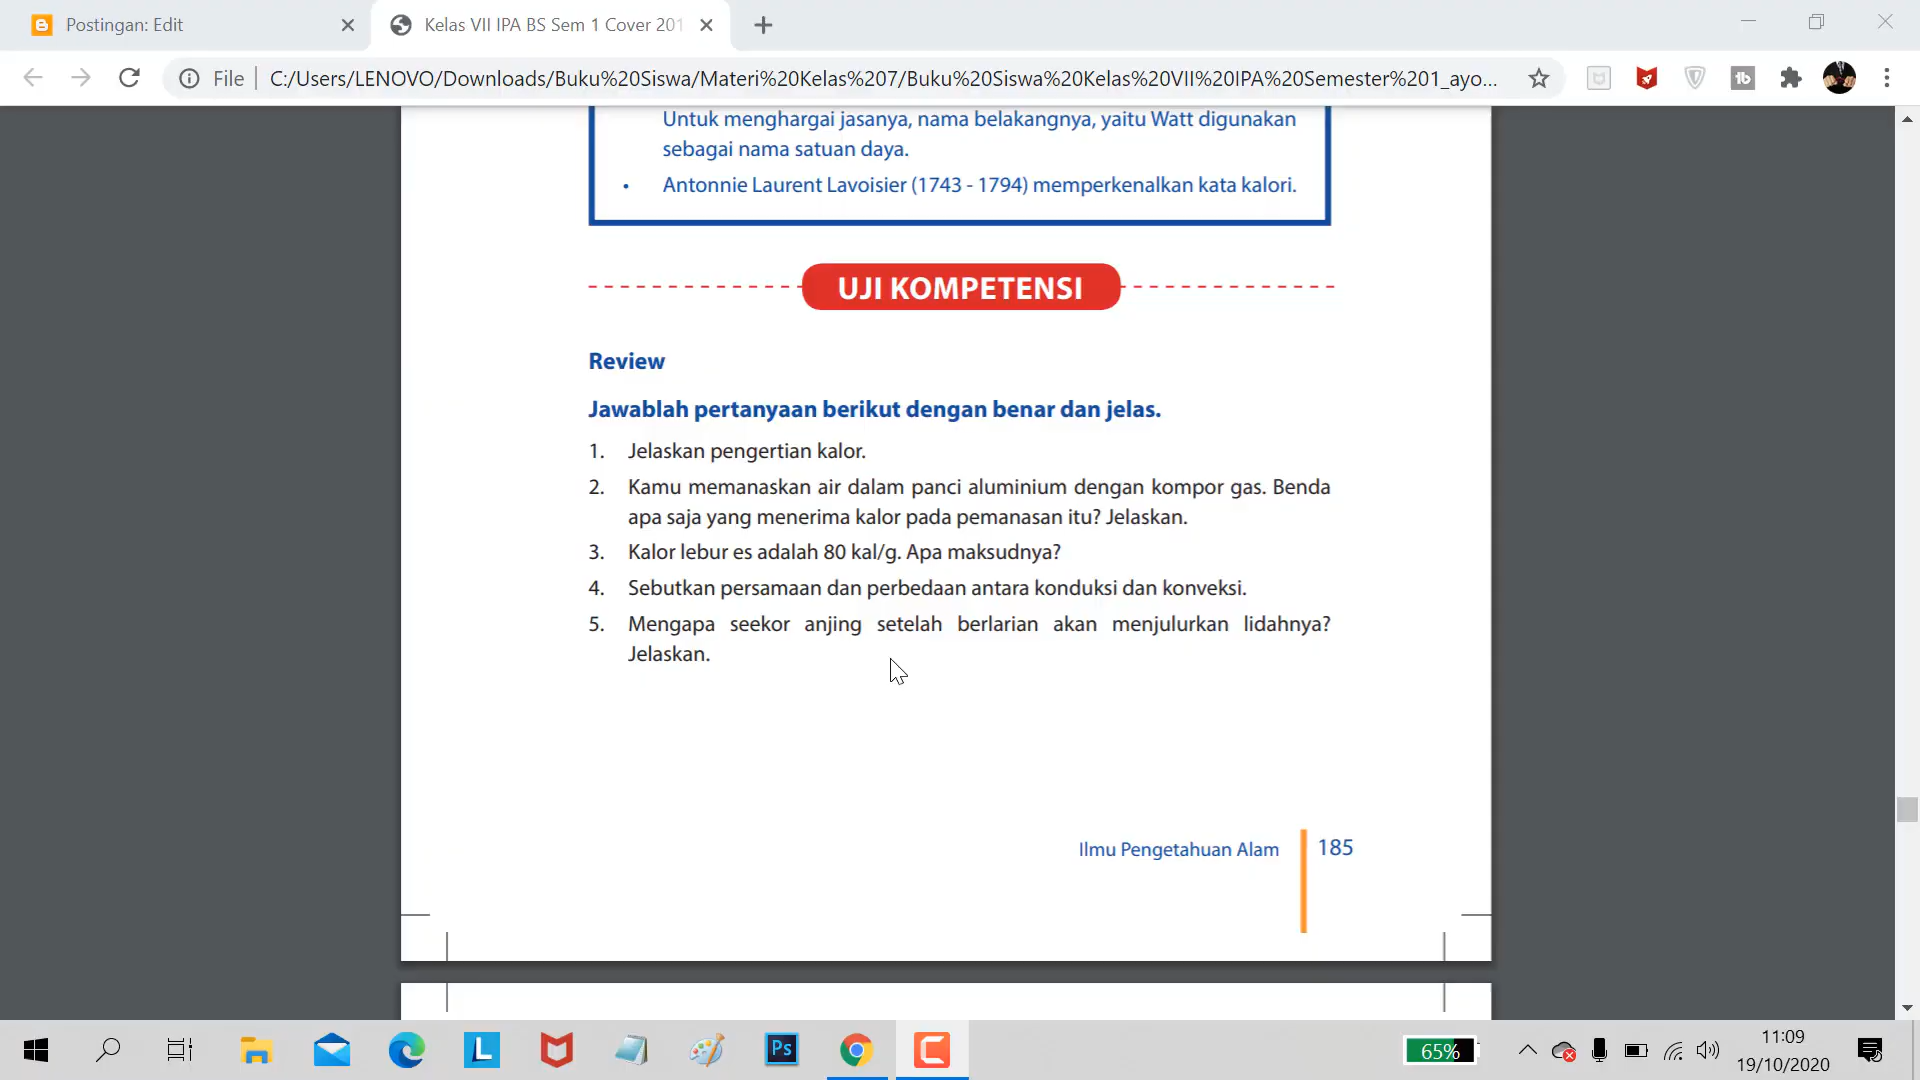 Postingan: Edit
Kelas VII IPA BS Sem 1 Cover 201
File
C:/Users/LENOVO/Downloads/Buku%20Siswa/Materi%20Kelas%207/Buku%20Siswa%20Kelas%20VII%20IPA%20Semester%201_ayo...
Untuk menghargai jasanya, nama belakangnya, yaitu Watt digunakan
sebagai nama satuan daya.
• Antonnie Laurent Lavoisier (1743 - 1794) memperkenalkan kata kalori.
UJI KOMPETENSI
Review
Jawablah pertanyaan berikut dengan benar dan jelas.
1. Jelaskan pengertian kalor.
2. Kamu memanaskan air dalam panci aluminium dengan kompor gas. Benda
apa saja yang menerima kalor pada pemanasan itu? Jelaskan.
3. Kalor lebur es adalah 80 kal/g. Apa maksudnya?
4. Sebutkan persamaan dan perbedaan antara konduksi dan konveksi.
5. Mengapa seekor anjing setelah berlarian akan menjulurkan lidahnya?
Jelaskan.
Ilmu Pengetahuan Alam 185
L
Ps
65%
11:09
19/10/2020